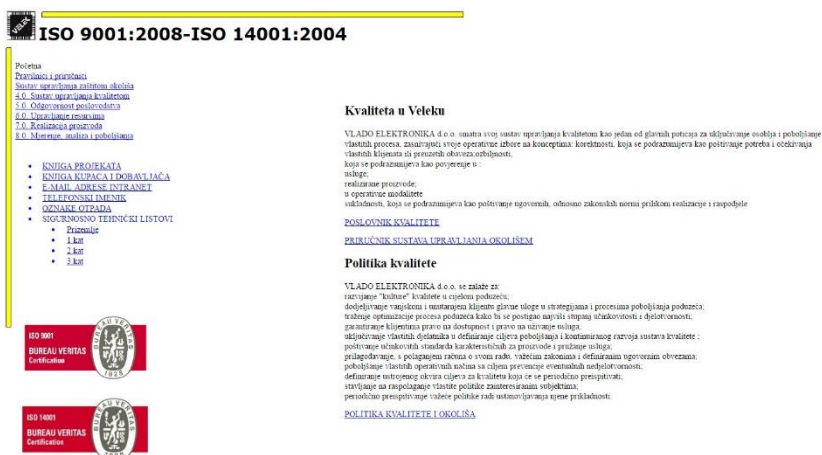 VELEK
ISO 9001:2008-ISO 14001:2004
Početna
Pravilnici i priručnici
Sustav upravljanja zaštitom okoliša
4.0. Sustav upravljanja kvalitetom
5.0. Odgovornost poslovodstva
6.0. Upravljanje resursima
7.0. Realizacija proizvoda
8.0. Mjerenje, analiza i poboljšanja
KNJIGA PROJEKATA
KNJIGA KUPACA I DOBAVLJAČA
E-MAIL ADRESE INTRANET
TELEFONSKI IMENIK
OZNAKE OTPADA
SIGURNOSNO TEHNIČKI LISTOVI
Prizemlje
1 kat
2 kat
3 kat
ISO 9001
BUREAU VERITAS
Certification
BUREAU VERITAS
1828
ISO 14001
BUREAU VERITAS
Certification
BUREAU VERITAS
1828
Kvaliteta u Veleku
VLADO ELEKTRONIKA d.o.o. smatra svoj sustav upravljanja kvalitetom kao jedan od glavnih poticaja za uključivanje osoblja i poboljšanje
vlastitih procesa, zasnivajući svoje operativne izbore na konceptima: korektnosti, koja se podrazumijeva kao poštivanje potreba i očekivanja
vlastitih klijenata ili preuzetih obaveza;ozbiljnosti,
koja se podrazumijeva kao povjerenje u :
usluge;
realizirane proizvode;
u operativne modalitete
sukladnosti, koja se podrazumijeva kao poštivanje ugovornih, odnosno zakonskih normi prilikom realizacije i raspodjele
POSLOVNIK KVALITETE
PRIRUČNIK SUSTAVA UPRAVLJANJA OKOLIŠEM
Politika kvalitete
VLADO ELEKTRONIKA d.o.o. se zalaže za:
razvijanje "kulture" kvalitete u cijelom poduzeću;
dodjeljivanje vanjskom i unutarnjem klijentu glavne uloge u strategijama i procesima poboljšanja poduzeća;
traženje optimizacije procesa poduzeća kako bi se postigao najviši stupanj učinkovitosti i djelotvornosti;
garantiranje klijentima pravo na dostupnost i pravo na uživanje usluga;
uključivanje vlastitih djelatnika u definiranje ciljeva poboljšanja i kontinuiranog razvoja sustava kvalitete ;
poštivanje učinkovitih standarda karakterističnih za proizvode i pružanje usluga;
prilagođavanje, s polaganjem računa o svom radu, važećim zakonima i definiranim ugovornim obvezama;
poboljšanje vlastitih operativnih načina sa ciljem prevencije eventualnih nedjelotvornosti;
definiranje ustrojenog okvira ciljeva za kvalitetu koja će se periodično preispitivati;
stavljanje na raspolaganje vlastite politike zainteresiranim subjektima;
periodično preispitivanje važeće politike radi ustanovljavanja njene prikladnosti.
POLITIKA KVALITETE I OKOLIŠA